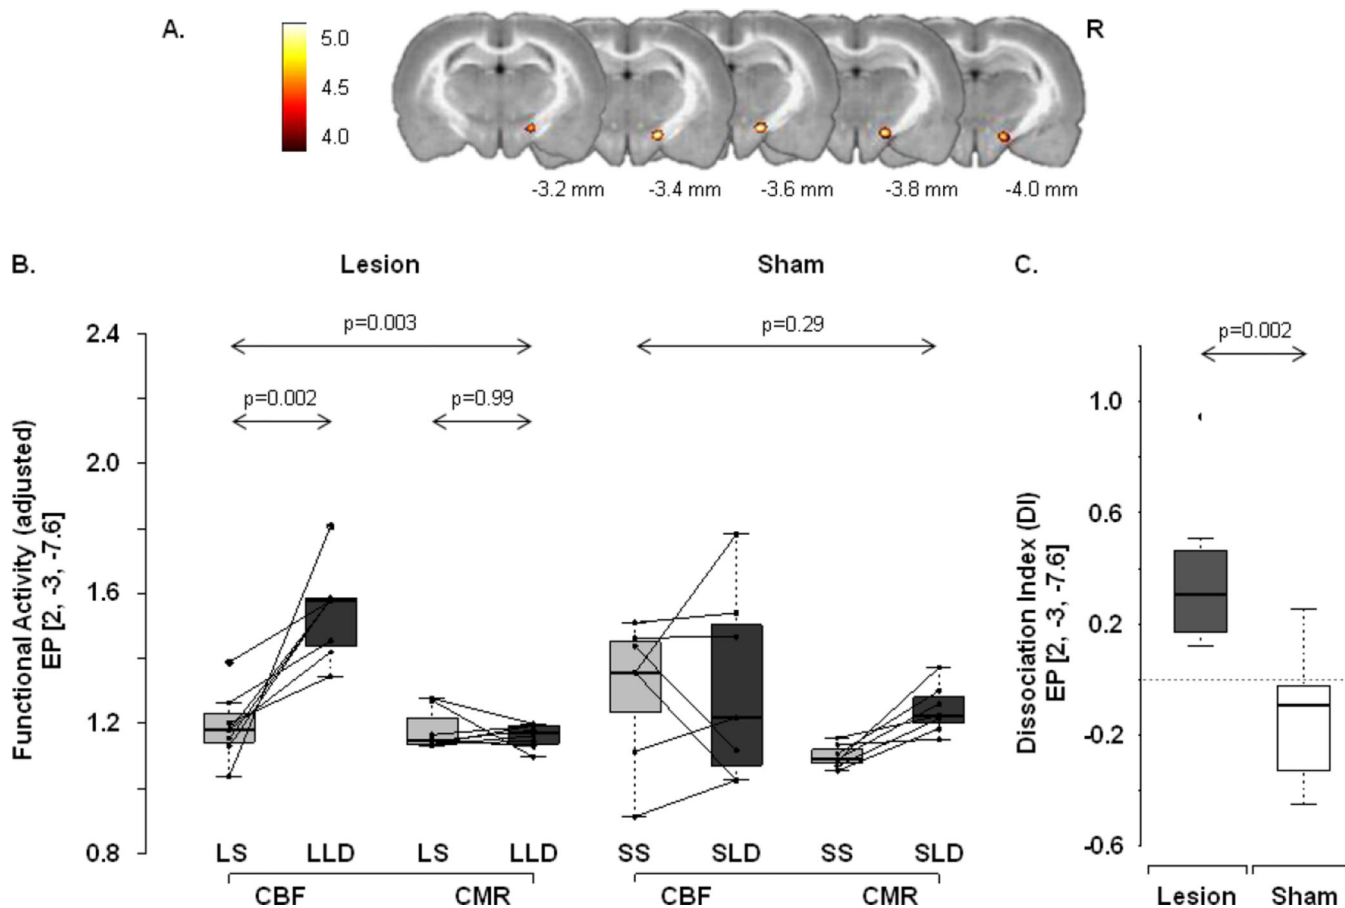 A.
R
5.0
4.5
4.0
-3.2 mm
-3.4 mm
-3.6 mm
-3.8 mm
-4.0 mm
B.
Lesion
Sham
Functional Activity (adjusted)
EP [2, -3, -7.6]
2.4
2.0
1.6
1.2
0.8
p=0.003
p=0.002
p=0.99
p=0.29
LS LLD LS LLD SS SLD SS SLD
CBF CMR CBF CMR
C.
Dissociation Index (DI)
EP [2, -3, -7.6]
p=0.002
1.0
0.6
0.2
-0.2
-0.6
Lesion Sham